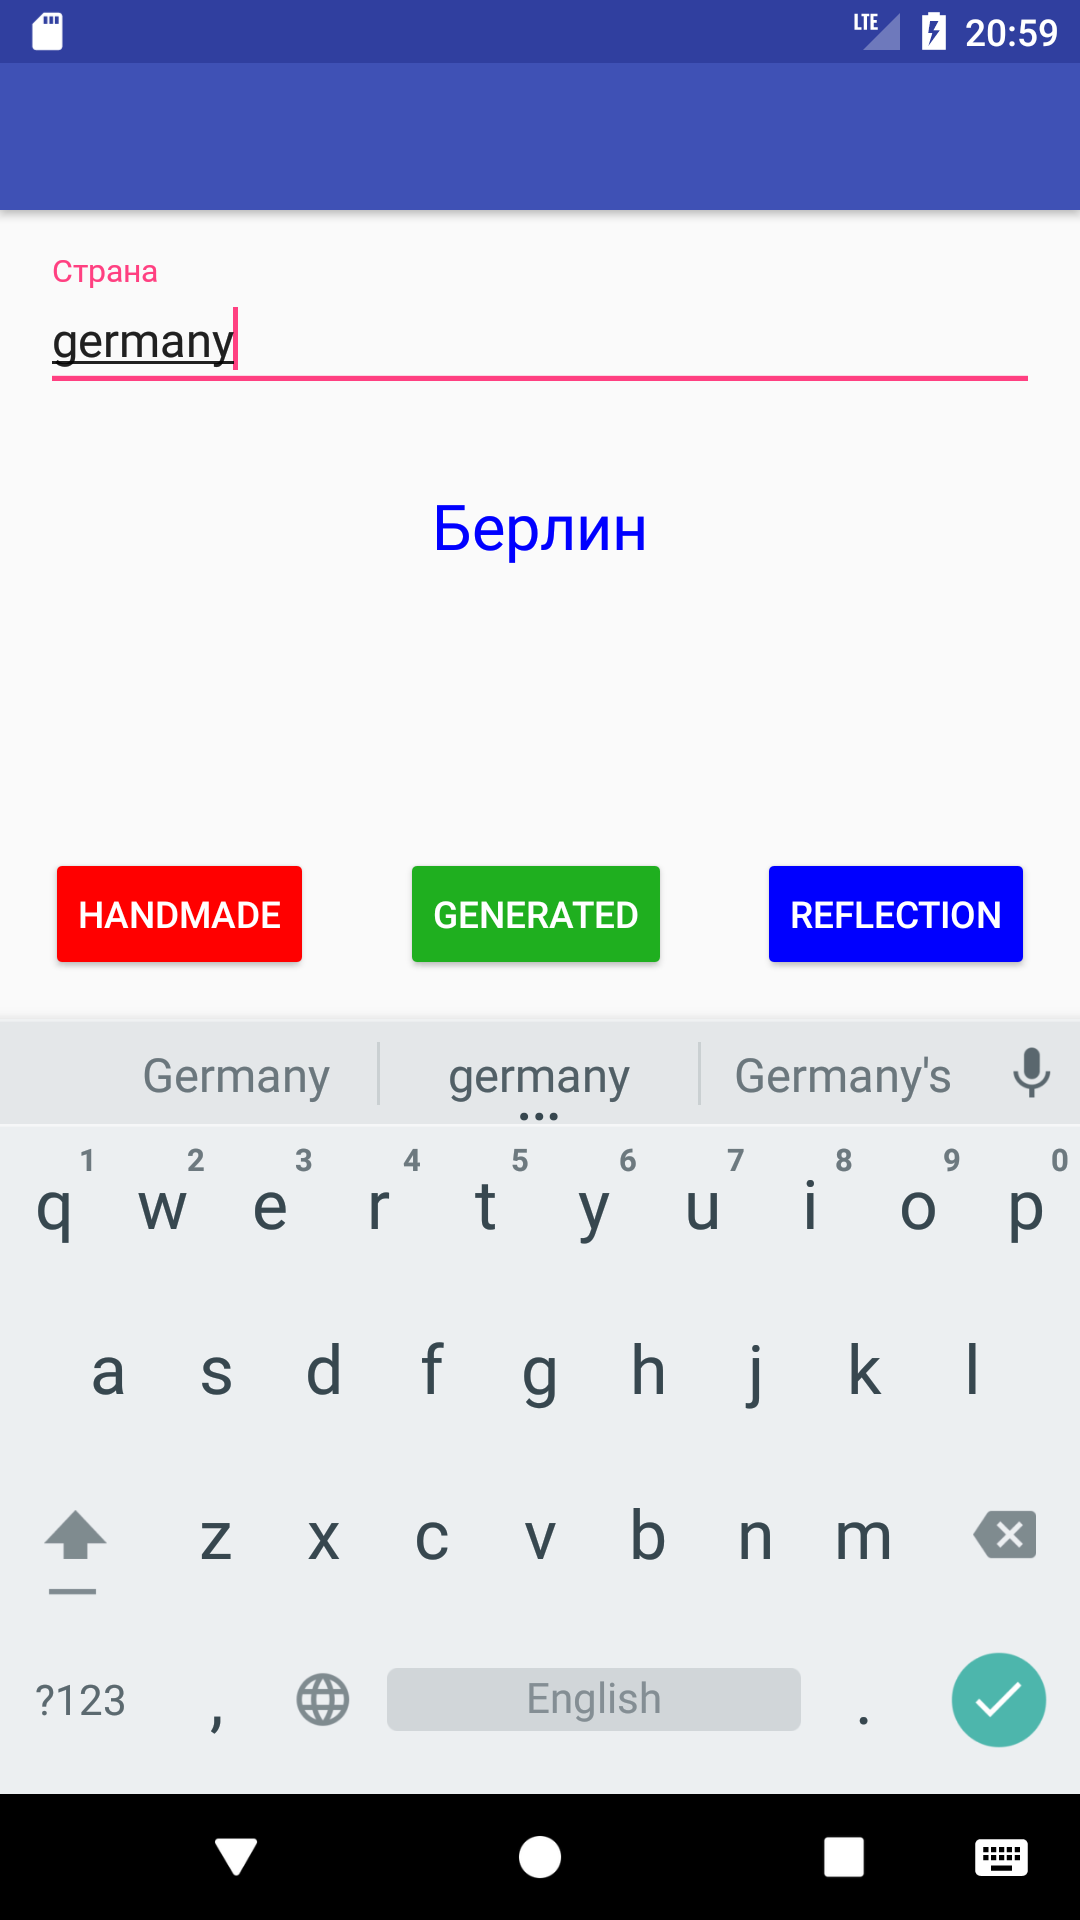 LTE 20:59
Страна
germany
Берлин
HANDMADE GENERATED REFLECTION
Germany germany Germany's
1 2 3 4 5 6 7 8 9 0
q w e r t y u i o p
a s d f g h j k l
z x c v b n m
?123 , English .